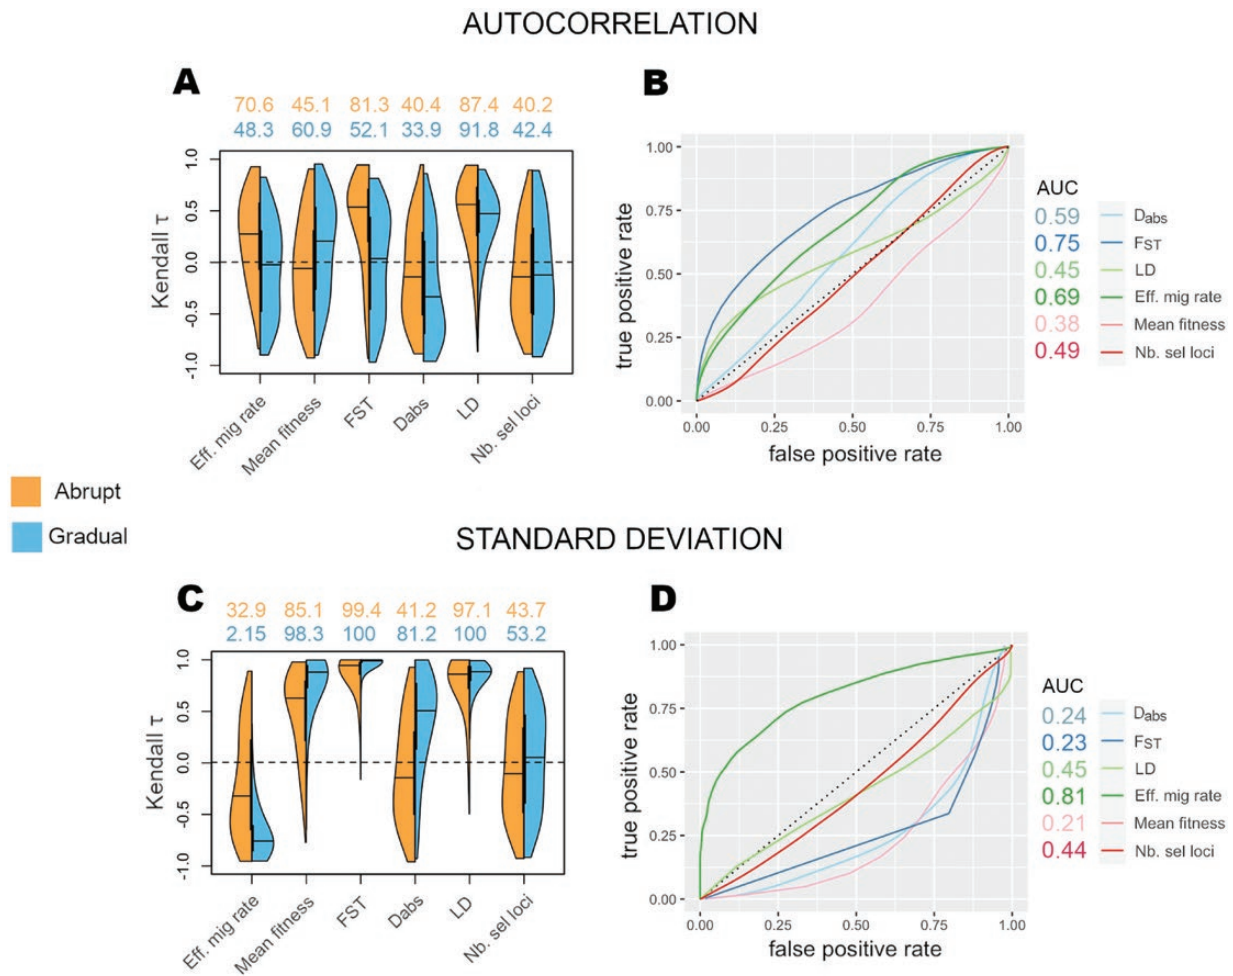 AUTOCORRELATION
A
70.6 45.1 81.3 40.4 87.4 40.2
48.3 60.9 52.1 33.9 91.8 42.4
1.0
0.5
0.0
-0.5
-1.0
Kendall τ
Eff. mig rate
Mean fitness
FST
Dabs
LD
Nb. sel loci
B
1.00
0.75
0.50
0.25
0.00
true positive rate
0.00 0.25 0.50 0.75 1.00
false positive rate
AUC
0.59 Dabs
0.75 FST
0.45 LD
0.69 Eff. mig rate
0.38 Mean fitness
0.49 Nb. sel loci
Abrupt
Gradual
STANDARD DEVIATION
C
32.9 85.1 99.4 41.2 97.1 43.7
2.15 98.3 100 81.2 100 53.2
1.0
0.5
0.0
-0.5
-1.0
Kendall τ
Eff. mig rate
Mean fitness
FST
Dabs
LD
Nb. sel loci
D
1.00
0.75
0.50
0.25
0.00
true positive rate
0.00 0.25 0.50 0.75 1.00
false positive rate
AUC
0.24 Dabs
0.23 FST
0.45 LD
0.81 Eff. mig rate
0.21 Mean fitness
0.44 Nb. sel loci